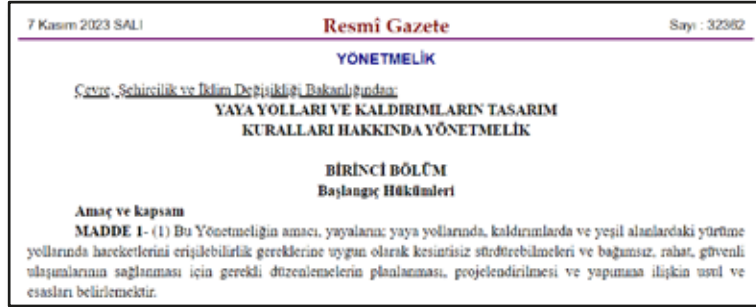 7 Kasım 2023 SALI
Resmî Gazete
Sayı : 32362
YÖNETMELİK
Çevre, Şehircilik ve İklim Değişikliği Bakanlığından:
YAYA YOLLARI VE KALDIRIMLARIN TASARIM
KURALLARI HAKKINDA YÖNETMELİK
BİRİNCİ BÖLÜM
Başlangıç Hükümleri
Amaç ve kapsam
MADDE 1- (1) Bu Yönetmeliğin amacı, yayaların; yaya yollarında, kaldırımlarda ve yeşil alanlardaki yürüme
yollarında hareketlerini erişilebilirlik gereklerine uygun olarak kesintisiz sürdürebilmeleri ve bağımsız, rahat, güvenli
ulaşımlarının sağlanması için gerekli düzenlemelerin planlanması, projelendirilmesi ve yapımına ilişkin usul ve
esasları belirlemektir.